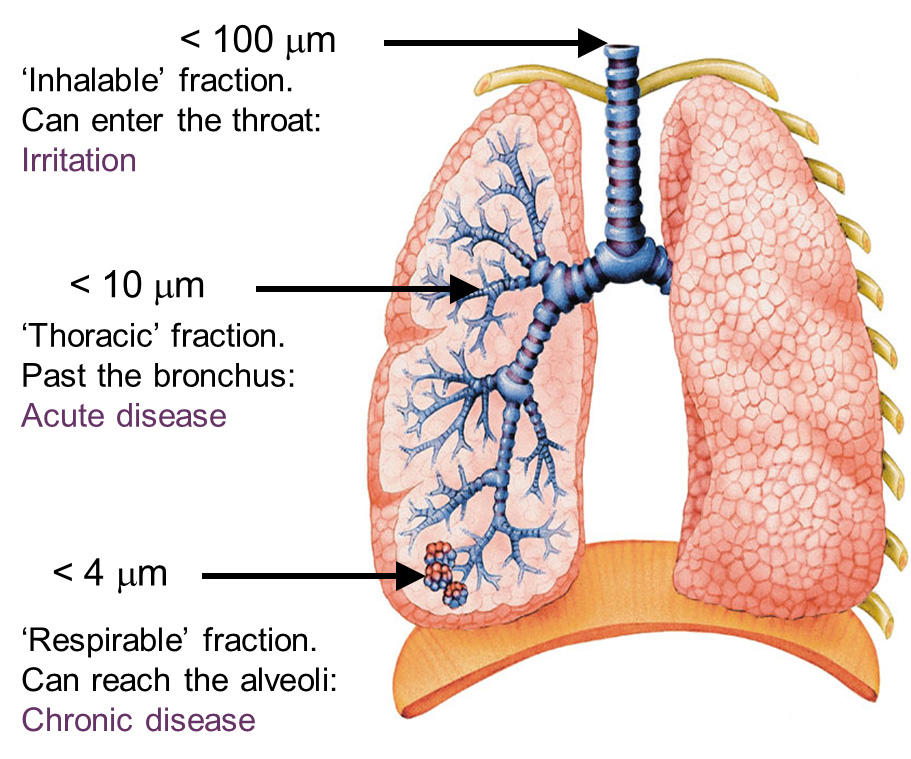 < 100 μm
‘Inhalable’ fraction.
Can enter the throat:
Irritation
< 10 μm
‘Thoracic’ fraction.
Past the bronchus:
Acute disease
< 4 μm
‘Respirable’ fraction.
Can reach the alveoli:
Chronic disease